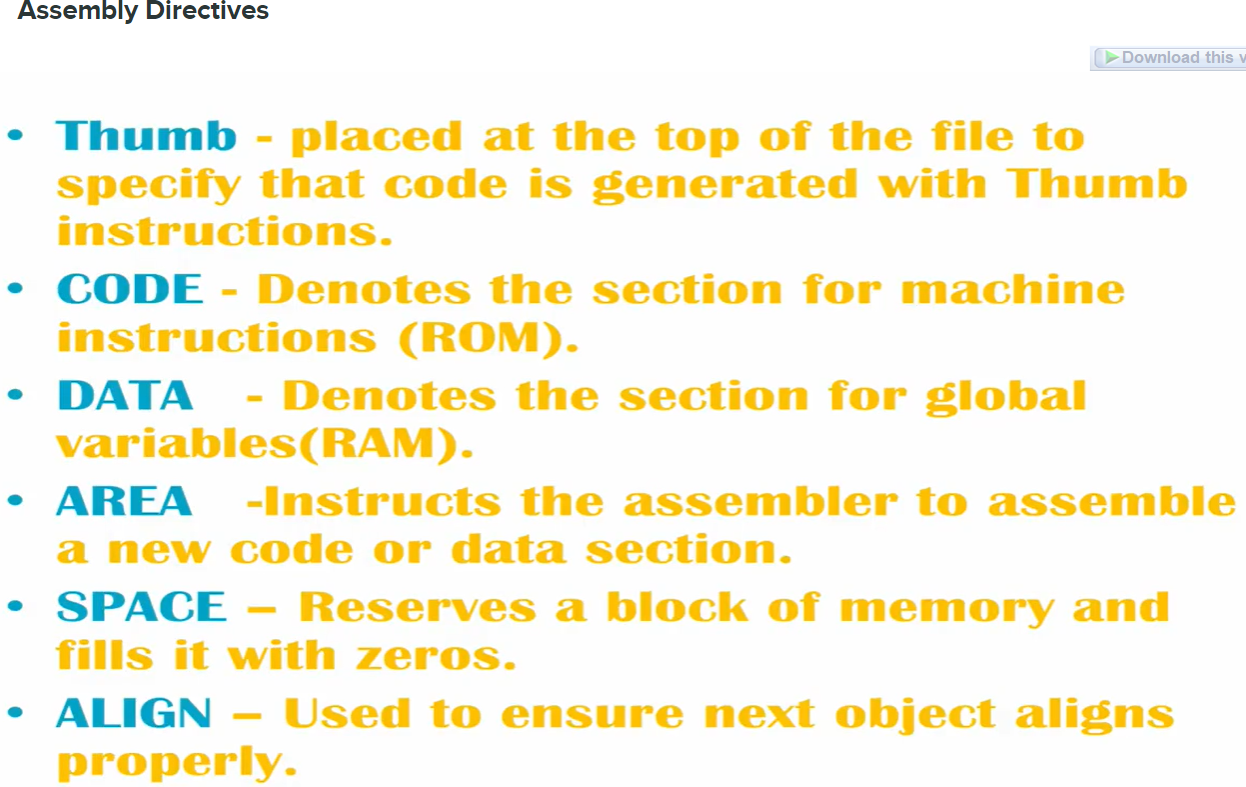 Assembly Directives
Download this v
• Thumb - placed at the top of the file to
specify that code is generated with Thumb
instructions.
• CODE - Denotes the section for machine
instructions (ROM).
• DATA - Denotes the section for global
variables(RAM).
• AREA -Instructs the assembler to assemble
a new code or data section.
• SPACE – Reserves a block of memory and
fills it with zeros.
• ALIGN – Used to ensure next object aligns
properly.